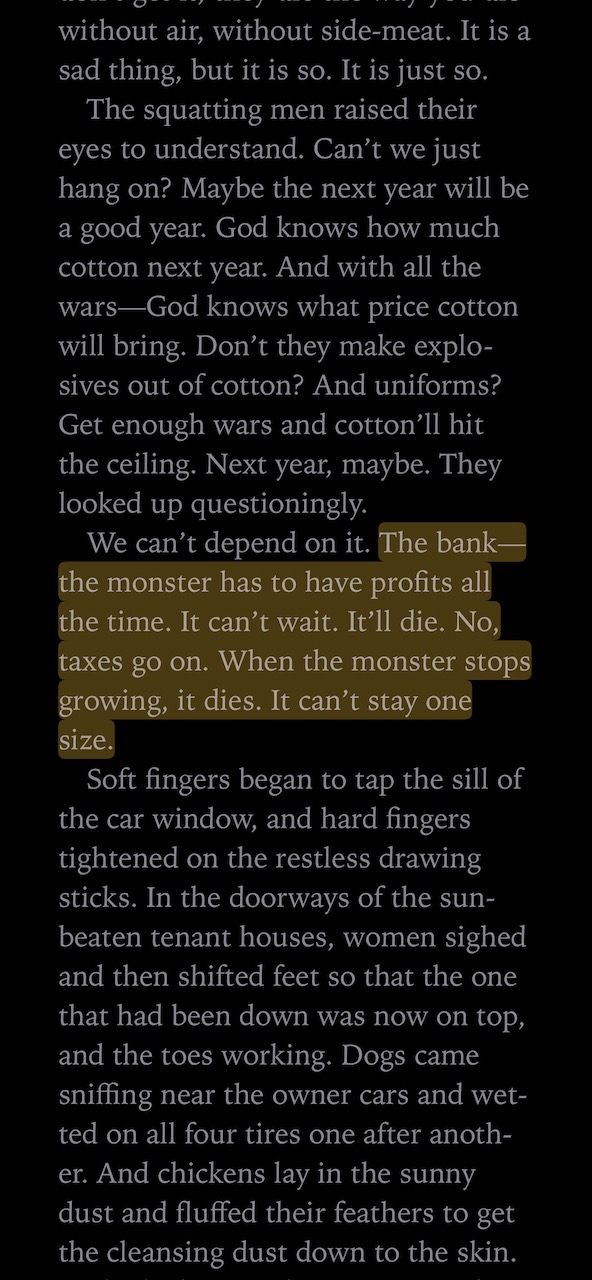 without air, without side-meat. It is a
sad thing, but it is so. It is just so.
The squatting men raised their
eyes to understand. Can’t we just
hang on? Maybe the next year will be
a good year. God knows how much
cotton next year. And with all the
wars—God knows what price cotton
will bring. Don’t they make explo-
sives out of cotton? And uniforms?
Get enough wars and cotton’ll hit
the ceiling. Next year, maybe. They
looked up questioningly.
We can’t depend on it. The bank—
the monster has to have profits all
the time. It can’t wait. It’ll die. No,
taxes go on. When the monster stops
growing, it dies. It can’t stay one
size.
Soft fingers began to tap the sill of
the car window, and hard fingers
tightened on the restless drawing
sticks. In the doorways of the sun-
beaten tenant houses, women sighed
and then shifted feet so that the one
that had been down was now on top,
and the toes working. Dogs came
sniffing near the owner cars and wet-
ted on all four tires one after anoth-
er. And chickens lay in the sunny
dust and fluffed their feathers to get
the cleansing dust down to the skin.